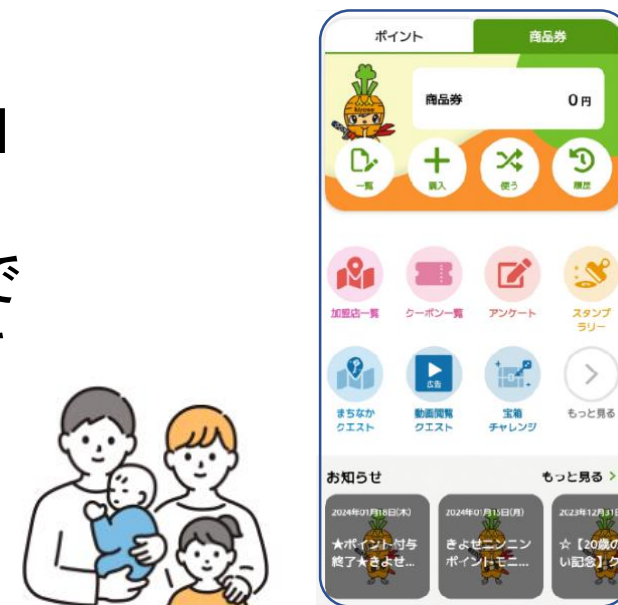 で
ポイント 商品券
商品券 0円
一覧 購入 使う 履歴
加盟店一覧 クーポン一覧 アンケート スタンプ
ラリー
広告
まちなか 動画閲覧 宝箱 もっと見る
クエスト クエスト チャレンジ
お知らせ もっと見る >
2024年01月18日(木) 2024年01月15日(月) 2023年12月31日
★ポイント付与 きよせニンニン ☆【20歳の
終了★きよせ... ポイントモニ... い記念】ク